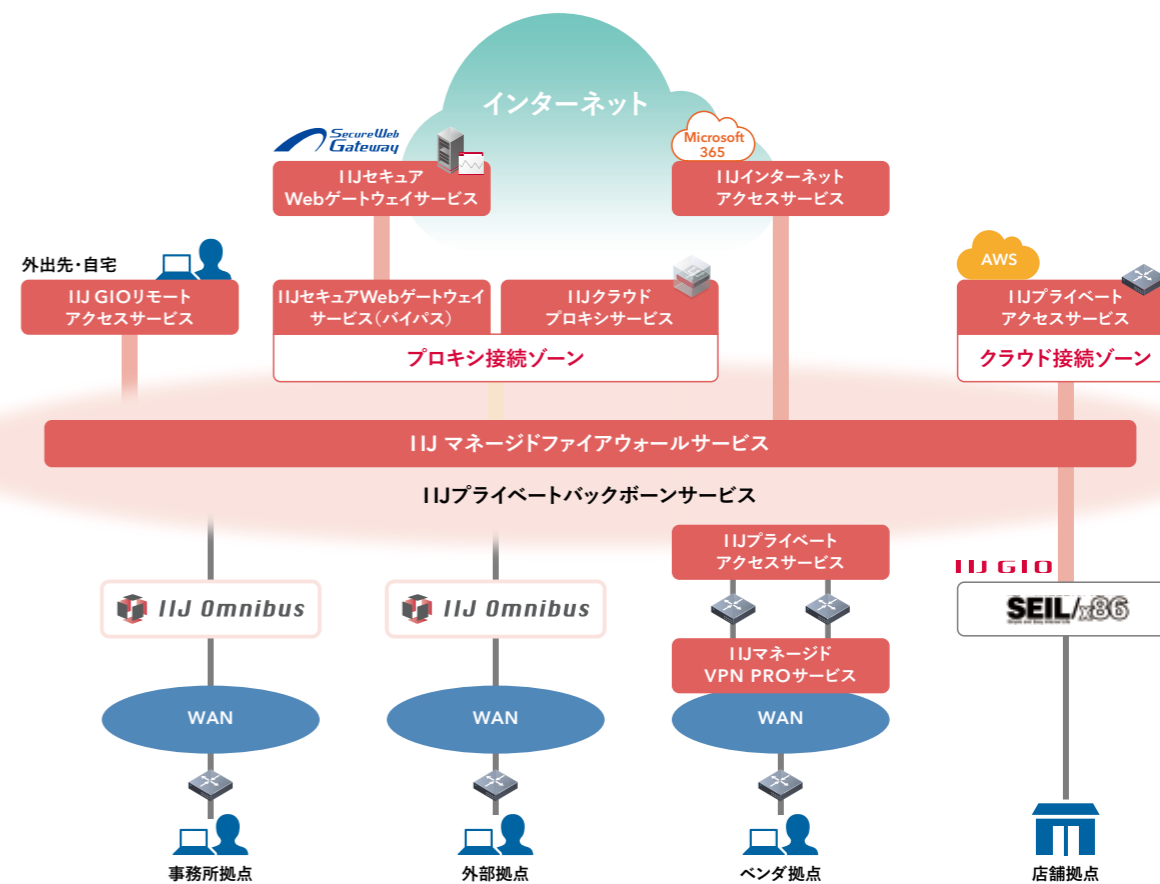 インターネット
SecureWeb
Gateway
Microsoft
365
IIJセキュア
Webゲートウェイサービス
IIJインターネット
アクセスサービス
外出先・自宅
AWS
IIJ GIOリモート
アクセスサービス
IIJセキュアWebゲートウェイ
サービス(バイパス)
IIJクラウド
プロキシサービス
IIJプライベート
アクセスサービス
プロキシ接続ゾーン
クラウド接続ゾーン
IIJ マネージドファイアウォールサービス
IIJプライベートバックボーンサービス
IIJプライベート
アクセスサービス
IIJ GIO
IIJ Omnibus
IIJ Omnibus
SEIL/x86
IIJマネージド
VPN PROサービス
WAN
WAN
WAN
事務所拠点
外部拠点
ベンダ拠点
店舗拠点